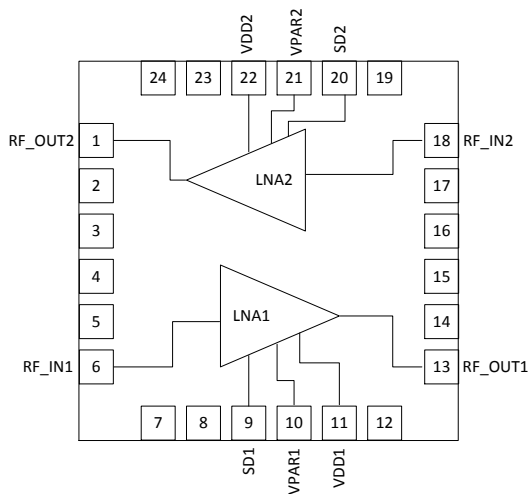 VDD2
VPAR2
SD2
24
23
22
21
20
19
RF_OUT2
1
18
RF_IN2
LNA2
2
17
3
16
4
15
5
LNA1
14
RF_IN1
6
13
RF_OUT1
7
8
9
10
11
12
SD1
VPAR1
VDD1